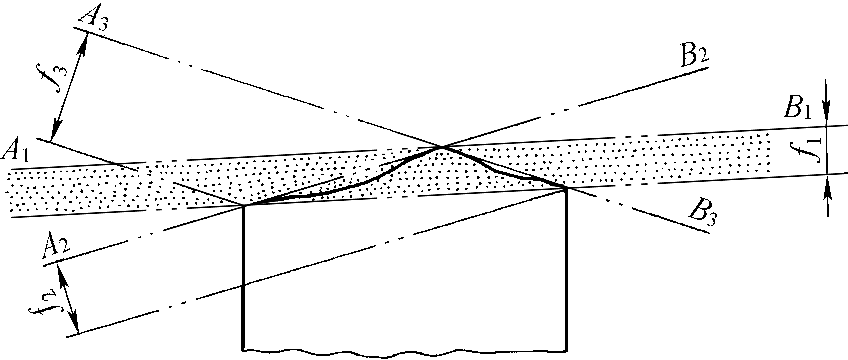 A₃
f₃
B₂
B₁
A₁
f₁
B₃
A₂
f₂